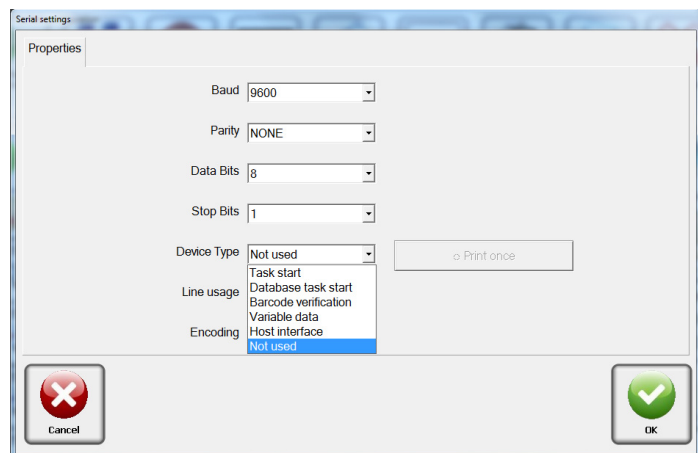 Serial settings
Properties
Baud 9600
Parity NONE
Data Bits 8
Stop Bits 1
Device Type Not used o Print once
Task start
Database task start
Line usage
Barcode verification
Variable data
Encoding Host interface
Not used
Cancel OK